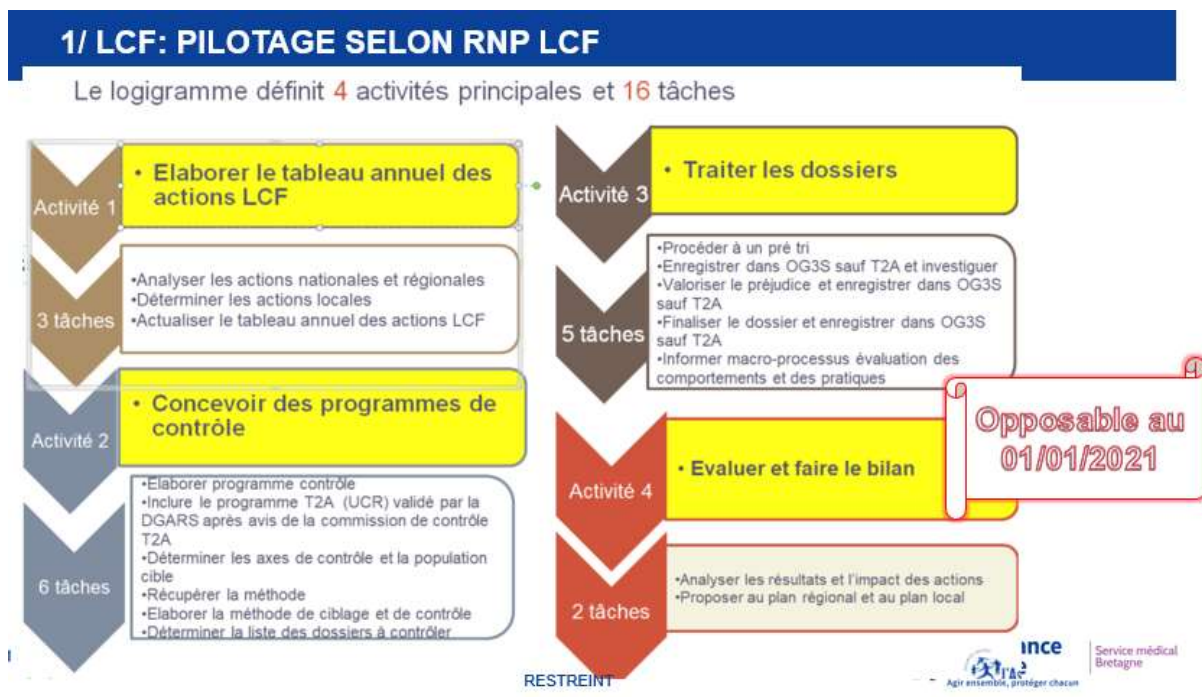 1/ LCF: PILOTAGE SELON RNP LCF
Le logigramme définit 4 activités principales et 16 tâches
Activité 1
• Elaborer le tableau annuel des
actions LCF
3 tâches
•Analyser les actions nationales et régionales
•Déterminer les actions locales
•Actualiser le tableau annuel des actions LCF
Activité 2
• Concevoir des programmes de
contrôle
6 tâches
•Elaborer programme contrôle
•Inclure le programme T2A (UCR) validé par la
DGARS après avis de la commission de contrôle
T2A
•Déterminer les axes de contrôle et la population
cible
•Récupérer la méthode
•Elaborer la méthode de ciblage et de contrôle
•Déterminer la liste des dossiers à contrôler
Activité 3
• Traiter les dossiers
5 tâches
•Procéder à un pré tri
•Enregistrer dans OG3S sauf T2A et investiguer
•Valoriser le préjudice et enregistrer dans OG3S
sauf T2A
•Finaliser le dossier et enregistrer dans OG3S
sauf T2A
•Informer macro-processus évaluation des
comportements et des pratiques
Activité 4
• Evaluer et faire le bilan
2 tâches
•Analyser les résultats et l'impact des actions
•Proposer au plan régional et au plan local
Opposable au
01/01/2021
RESTREINT
Agir ensemble, protéger chacun
Service médical
Bretagne